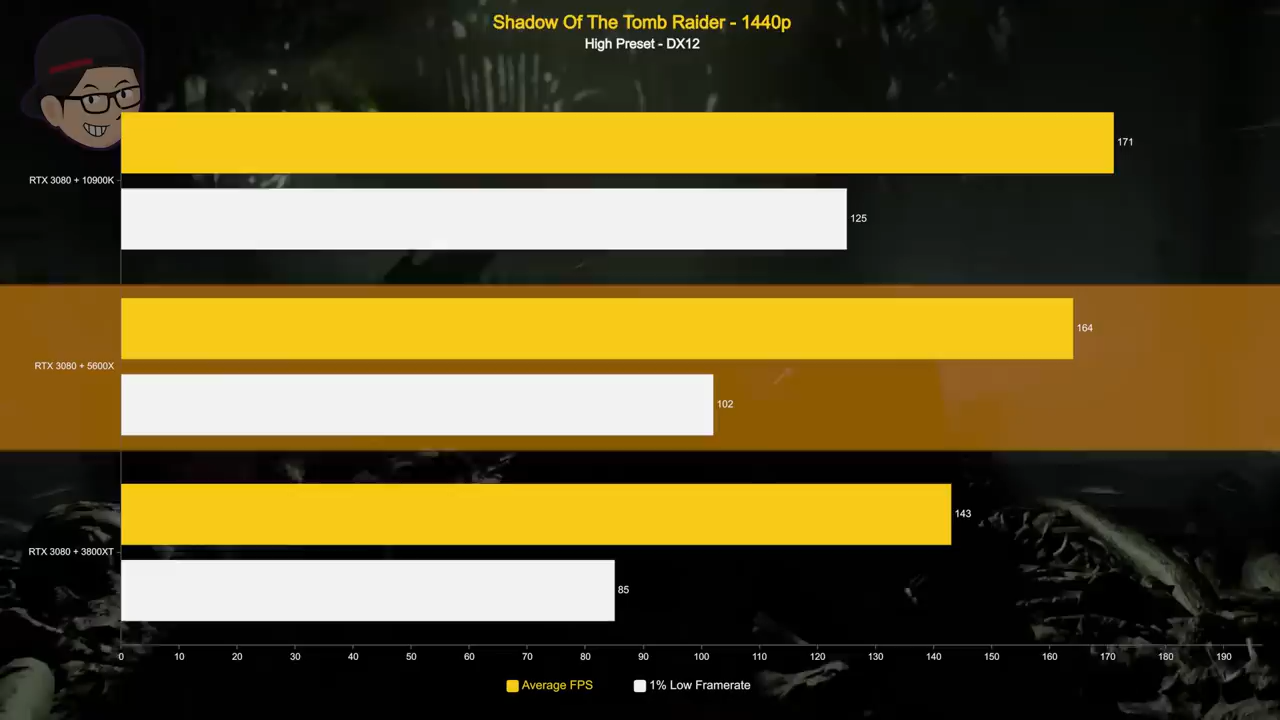 Shadow Of The Tomb Raider - 1440p
High Preset - DX12
171
RTX 3080 + 10900K
125
164
RTX 3080 + 5600X
102
143
RTX 3080 + 3800XT
85
0 10 20 30 40 50 60 70 80 90 100 110 120 130 140 150 160 170 180 190
Average FPS 1% Low Framerate